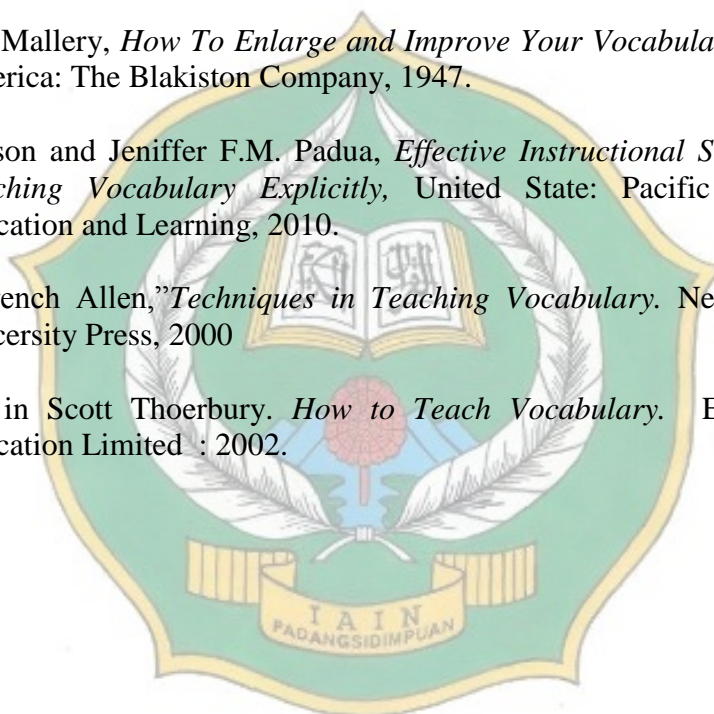 Mallery, How To Enlarge and Improve Your Vocabula
erica: The Blakiston Company, 1947.
son and Jeniffer F.M. Padua, Effective Instructional S
ching Vocabulary Explicitly, United State: Pacific
cation and Learning, 2010.
ench Allen,”Techniques in Teaching Vocabulary. Ne
cersity Press, 2000
in Scott Thoerbury. How to Teach Vocabulary. E
cation Limited : 2002.
I A I N
PADANGSIDIMPUAN